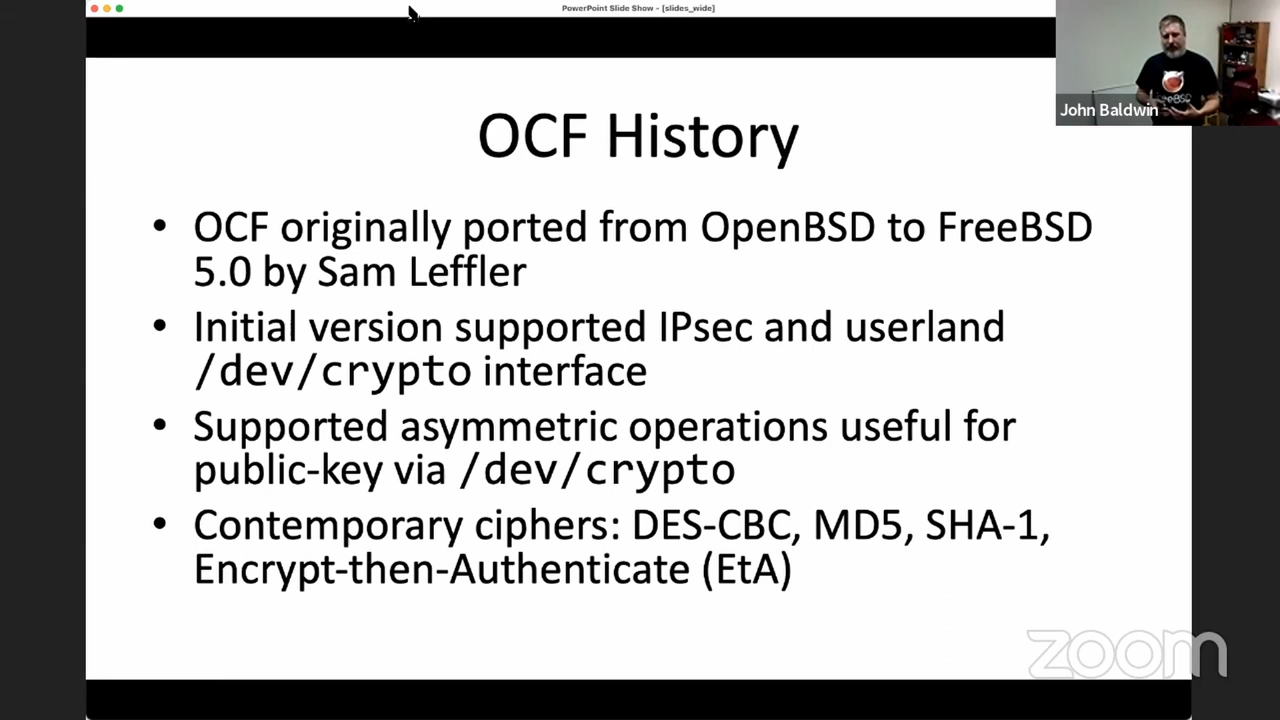 PowerPoint Slide Show - [slides_wide]
John Baldwin
OCF History
• OCF originally ported from OpenBSD to FreeBSD
5.0 by Sam Leffler
• Initial version supported IPsec and userland
/dev/crypto interface
• Supported asymmetric operations useful for
public-key via /dev/crypto
• Contemporary ciphers: DES-CBC, MD5, SHA-1,
Encrypt-then-Authenticate (EtA)
zoom